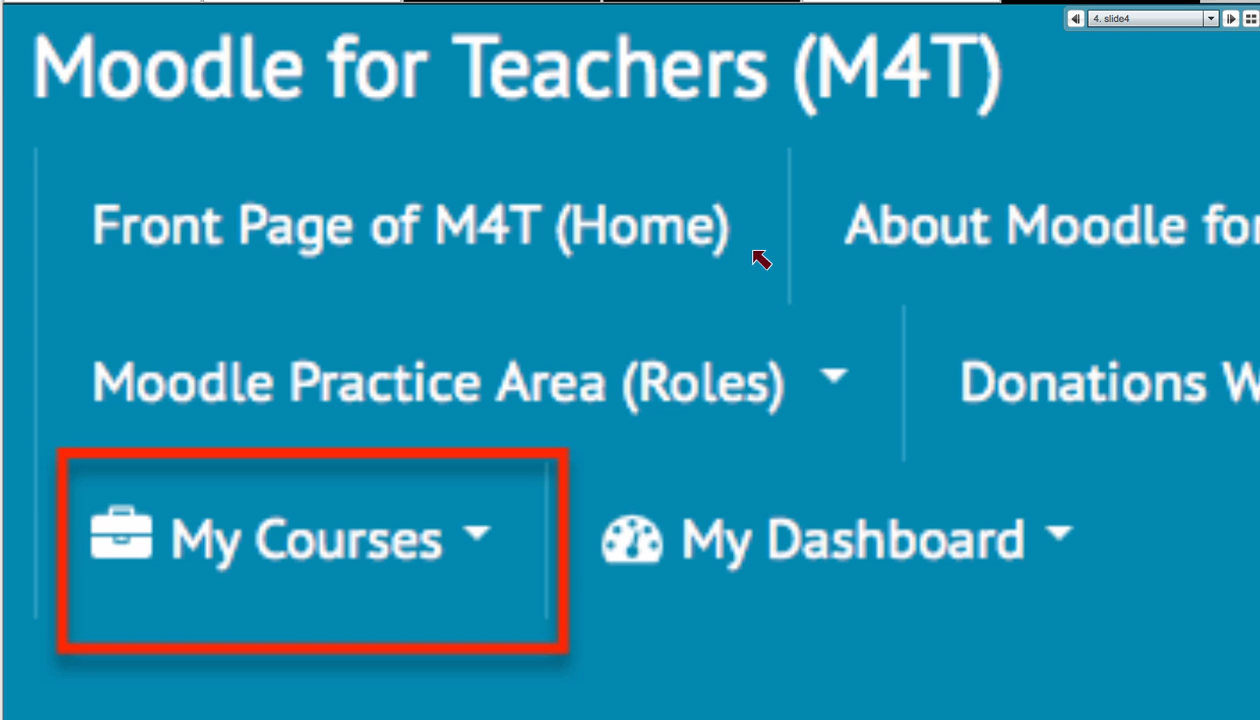 4. slide4
Moodle for Teachers (M4T)
Front Page of M4T (Home)
About Moodle for
Moodle Practice Area (Roles)
Donations
My Courses
My Dashboard